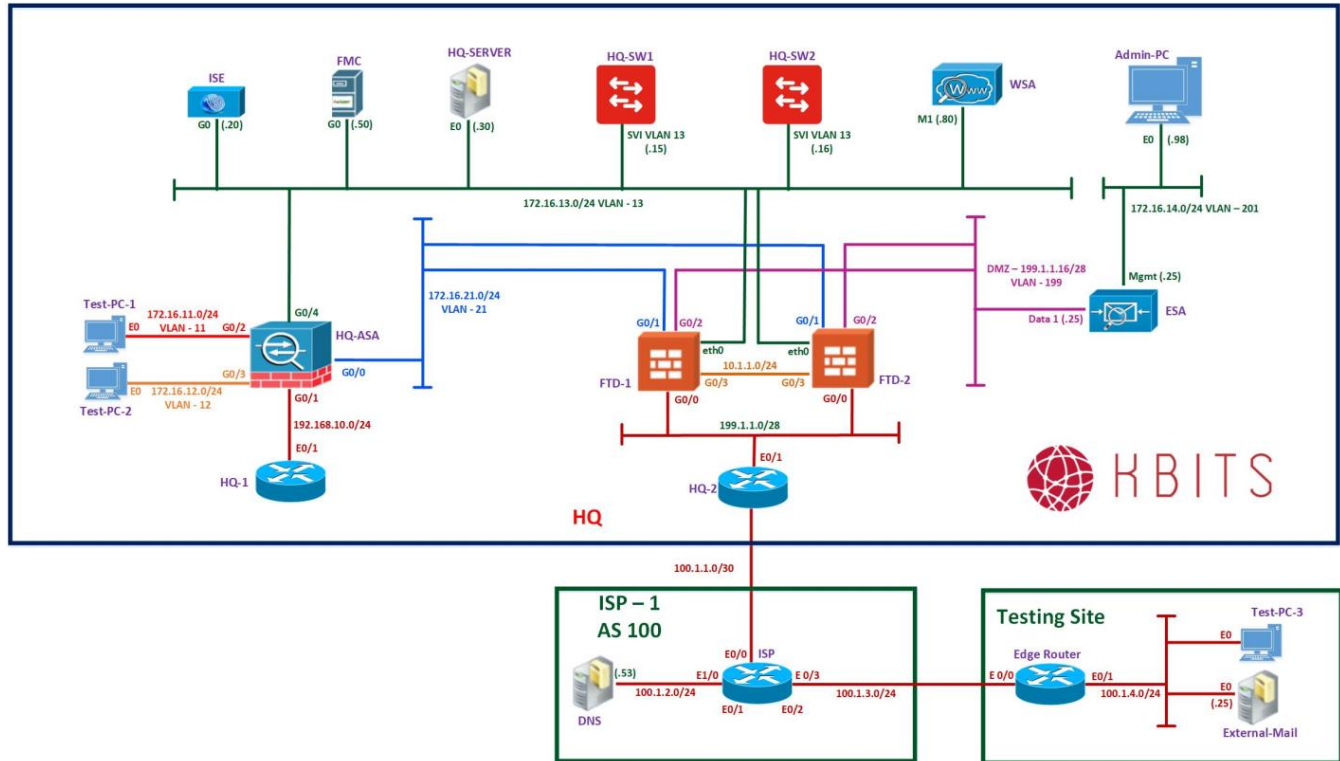 HQ-SERVER
HQ-SW1
HQ-SW2
Admin-PC
FMC
ISE
Www
WSA
G0 (.20)
G0 (.50)
E0 (.30)
SVI VLAN 13
(.15)
SVI VLAN 13
(.16)
M1 (.80)
E0 (.98)
172.16.13.0/24 VLAN - 13
172.16.14.0/24 VLAN – 201
DMZ – 199.1.1.16/28
VLAN - 199
Mgmt (.25)
172.16.21.0/24
VLAN - 21
Test-PC-1
172.16.11.0/24
VLAN - 11
E0
G0/2
G0/4
HQ-ASA
G0/1
G0/2
G0/1
G0/2
Data 1 (.25)
ESA
eth0
eth0
G0/3
G0/0
E0
172.16.12.0/24
VLAN - 12
Test-PC-2
G0/1
10.1.1.0/24
FTD-1
G0/3
G0/3
FTD-2
G0/0
G0/0
192.168.10.0/24
199.1.1.0/28
E0/1
HQ-1
E0/1
HQ-2
KBITS
HQ
100.1.1.0/30
ISP – 1
AS 100
Testing Site
Test-PC-3
E0/0
ISP
Edge Router
E0
(.53)
E1/0
E 0/3
E 0/0
E0/1
100.1.2.0/24
100.1.3.0/24
100.1.4.0/24
E0
(.25)
DNS
E0/1
E0/2
External-Mail